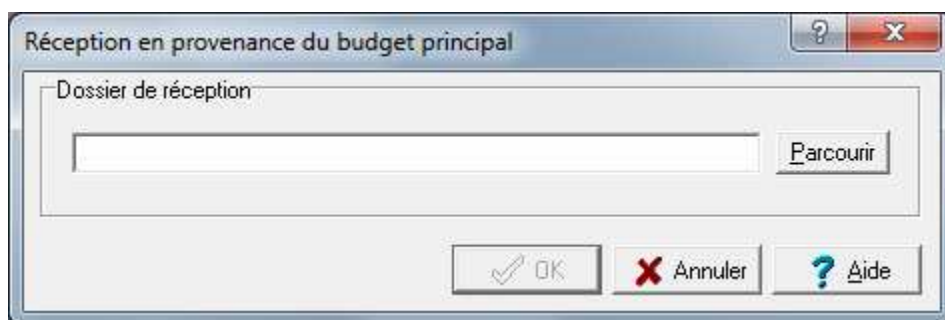 Réception en provenance du budget principal
Dossier de réception
Parcourir
OK
Annuler
Aide